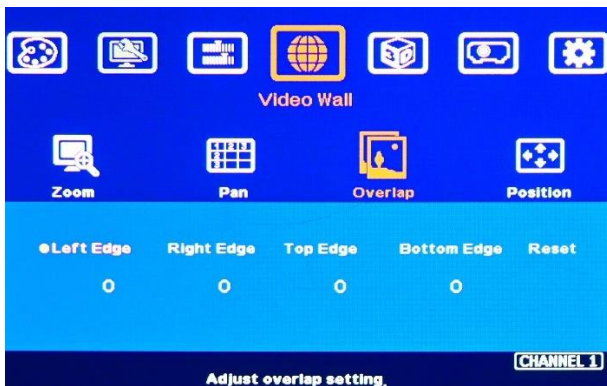 Video Wall
Zoom Pan Overlap Position
Left Edge Right Edge Top Edge Bottom Edge Reset
0 0 0 0
CHANNEL 1
Adjust overlap setting.